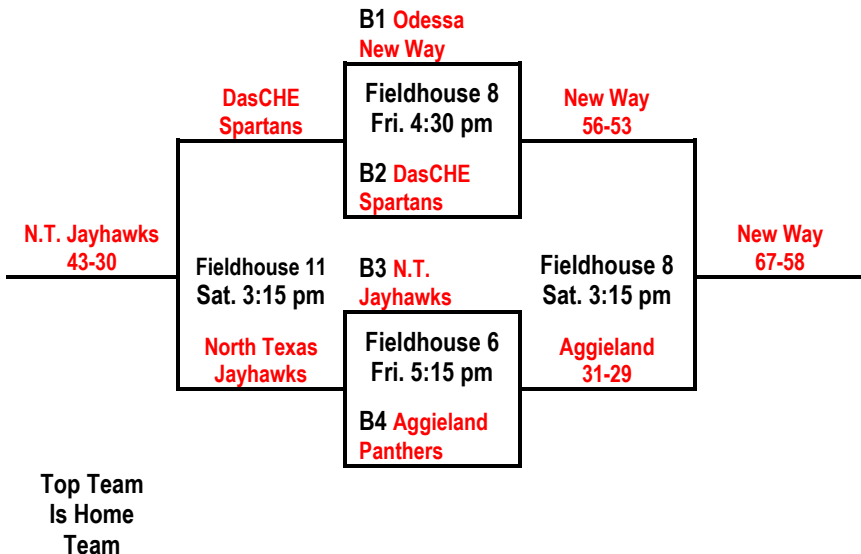 B1 Odessa
New Way
DasCHE
Spartans
Fieldhouse 8
Fri. 4:30 pm
New Way
56-53
B2 DasCHE
Spartans
N.T. Jayhawks
43-30
Fieldhouse 11
Sat. 3:15 pm
B3 N.T.
Jayhawks
Fieldhouse 8
Sat. 3:15 pm
New Way
67-58
North Texas
Jayhawks
Fieldhouse 6
Fri. 5:15 pm
Aggieland
31-29
B4 Aggieland
Panthers
Top Team
Is Home
Team